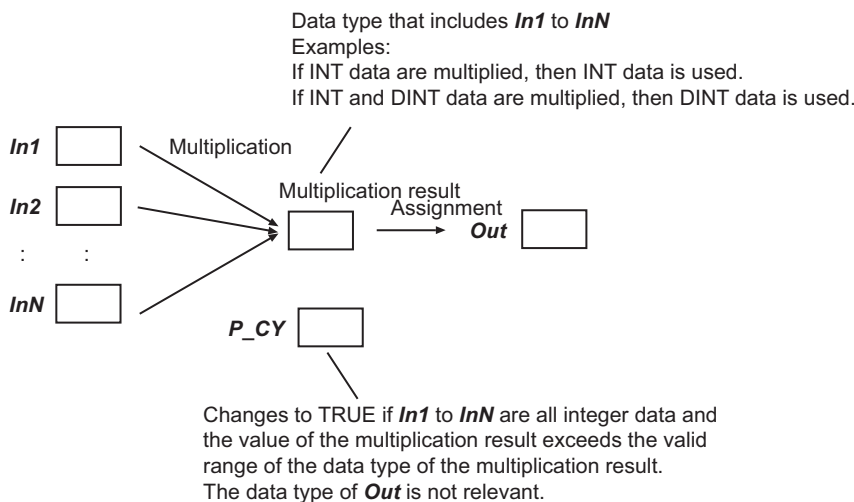 Data type that includes In1 to InN
Examples:
If INT data are multiplied, then INT data is used.
If INT and DINT data are multiplied, then DINT data is used.
In1
Multiplication
In2
Multiplication result
Assignment
Out
: :
InN
P_CY
Changes to TRUE if In1 to InN are all integer data and
the value of the multiplication result exceeds the valid
range of the data type of the multiplication result.
The data type of Out is not relevant.